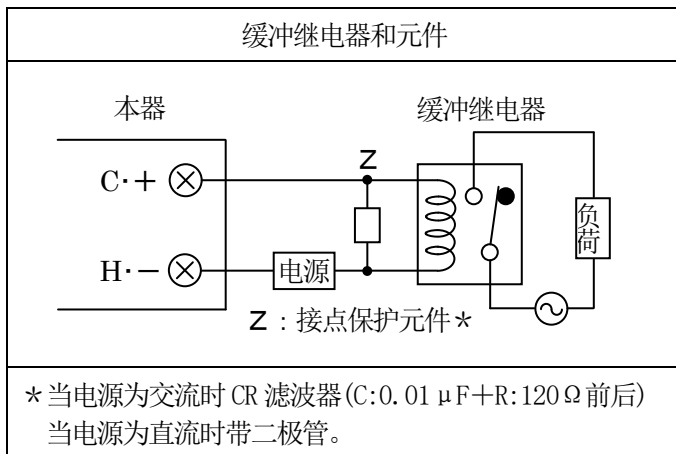 缓冲继电器和元件
本器
缓冲继电器
Z
C·+
负荷
H·-
电源
Z:接点保护元件*
*当电源为交流时 CR 滤波器(C:0.01μF+R:120Ω前后)
当电源为直流时带二极管。